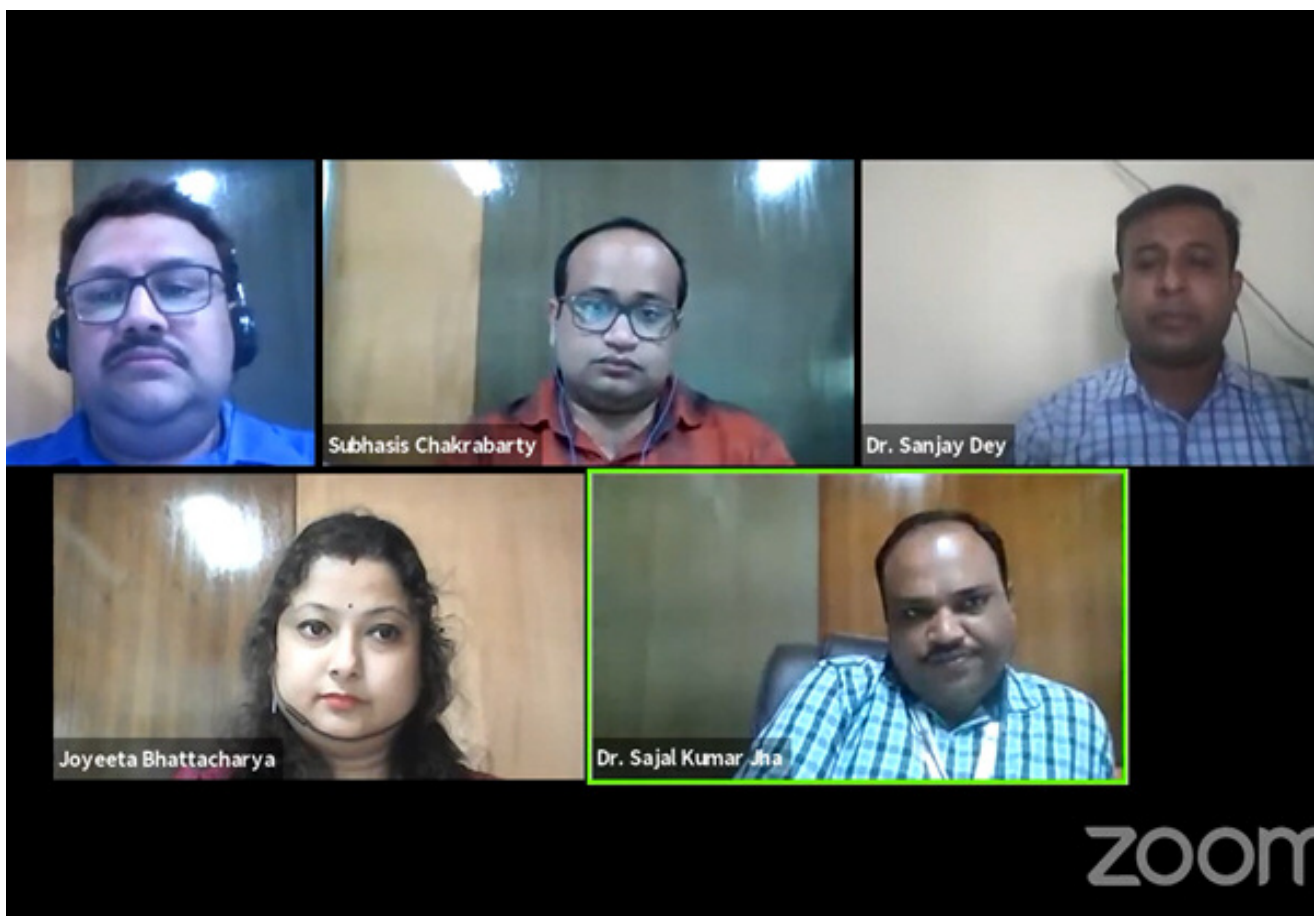 Subhasis Chakrabarty
Dr. Sanjay Dey
Joyeeta Bhattacharya
Dr. Sajal Kumar Jha
zoom